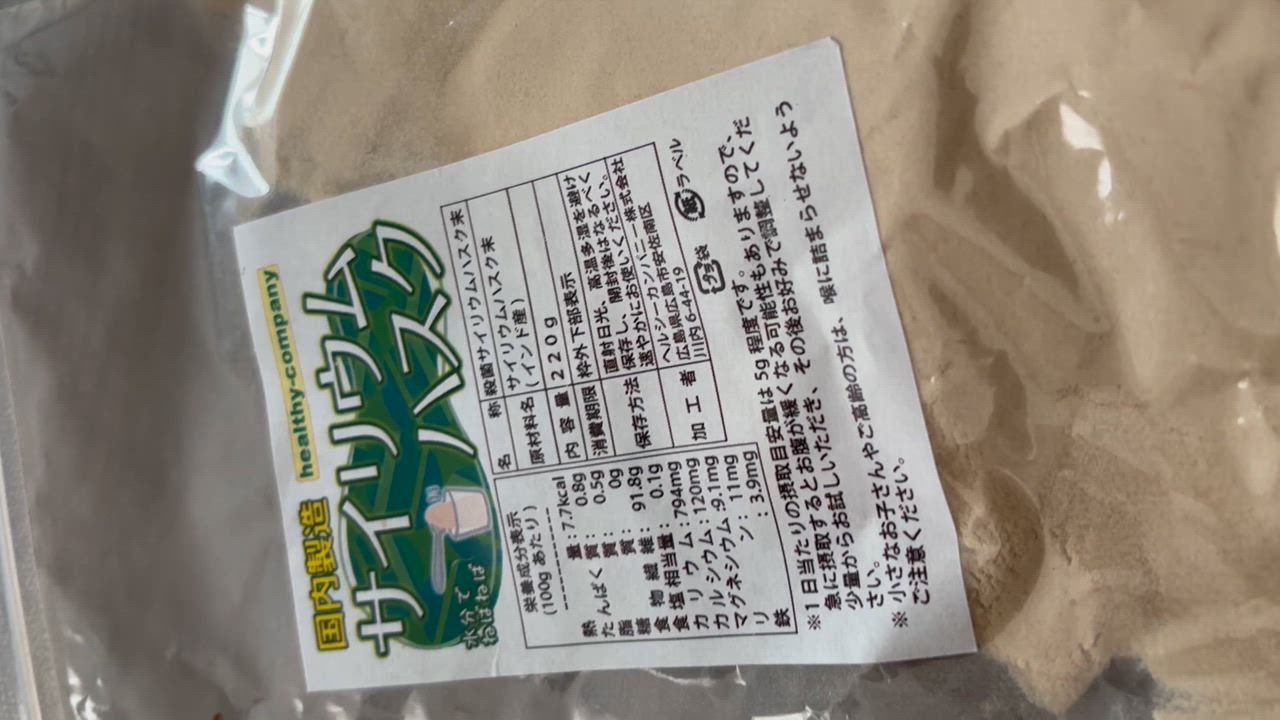 国内製造 healthy-company
サイリウム
ハスク
水分で
ねばねば
名称 殺菌サイリウムハスク末
原材料名 サイリウムハスク末
(インド産)
内容量 220g
消費期限 枠外下部表示
保存方法 直射日光、高温多湿を避け
保存し、開封後はなるべく
速やかにお使いください。
加工者 ヘルシーカンパニー株式会社
広島県広島市安佐南区
川内6-44-19
プラ 袋 紙 ラベル
栄養成分表示
(100gあたり)
熱量:7.7kcal
たんぱく質:0.8g
脂質:0.5g
糖質:0g
食物繊維:91.8g
食塩相当量:0.1g
カリウム:794mg
カルシウム:120mg
マグネシウム:9.1mg
リン:11mg
鉄:3.9mg
※1日当たりの摂取目安量は5g程度です。
急に摂取するとお腹が緩くなる可能性もありますので、
少量からお試しいただき、その後お好みで調整してくだ
さい。
※小さなお子さんやご高齢の方は、喉に詰まらせないよう
ご注意ください。